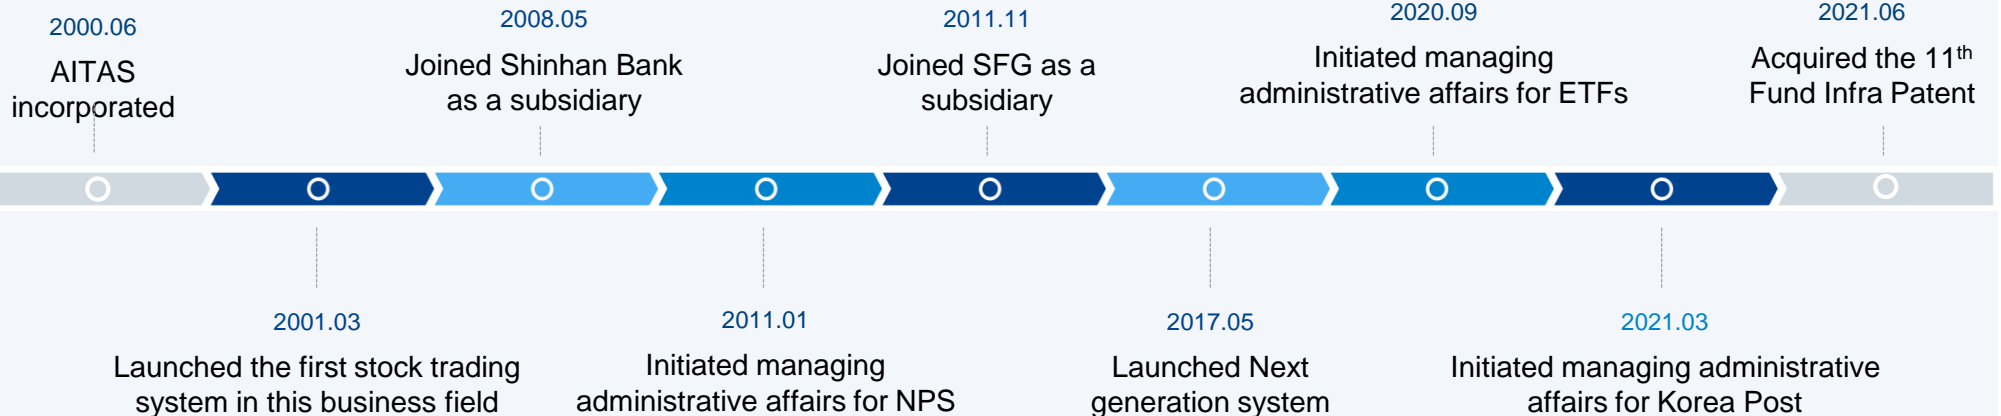 2000.06
AITAS
incorporated
2008.05
Joined Shinhan Bank
as a subsidiary
2011.11
Joined SFG as a
subsidiary
2020.09
Initiated managing
administrative affairs for ETFs
2021.06
Acquired the 11th
Fund Infra Patent
2001.03
Launched the first stock trading
system in this business field
2011.01
Initiated managing
administrative affairs for NPS
2017.05
Launched Next
generation system
2021.03
Initiated managing administrative
affairs for Korea Post